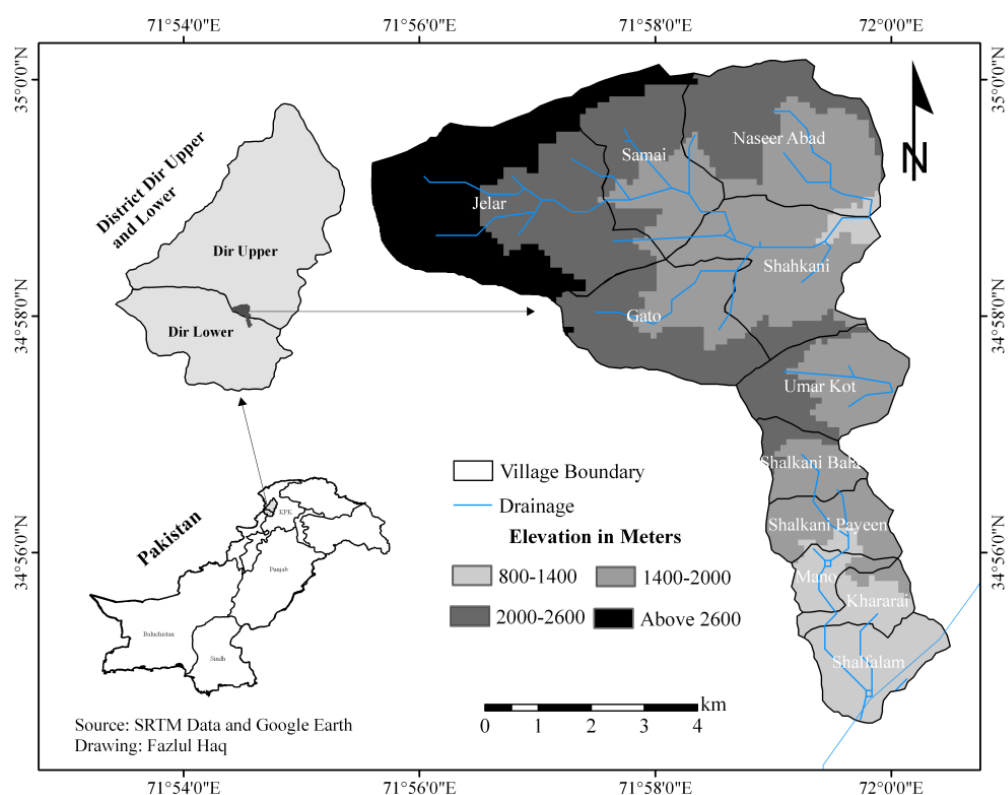 71°54'0"E
71°56'0"E
71°58'0"E
72°0'0"E
35°0'0"N
34°58'0"N
34°56'0"N
35°0'0"N
34°58'0"N
34°56'0"N
N
District Dir Upper
and Lower
Dir Upper
Dir Lower
Naseer Abad
Samai
Jelar
Shahkani
Gato
Umar Kot
Shalkani Bala
Shalkani Payeen
Mano
Khararai
Shalfalam
Pakistan
KPK
Punjab
Baluchastan
Sindh
Village Boundary
Drainage
Elevation in Meters
800-1400
1400-2000
2000-2600
Above 2600
km
0 1 2 3 4
Source: SRTM Data and Google Earth
Drawing: Fazlul Haq
71°54'0"E
71°56'0"E
71°58'0"E
72°0'0"E